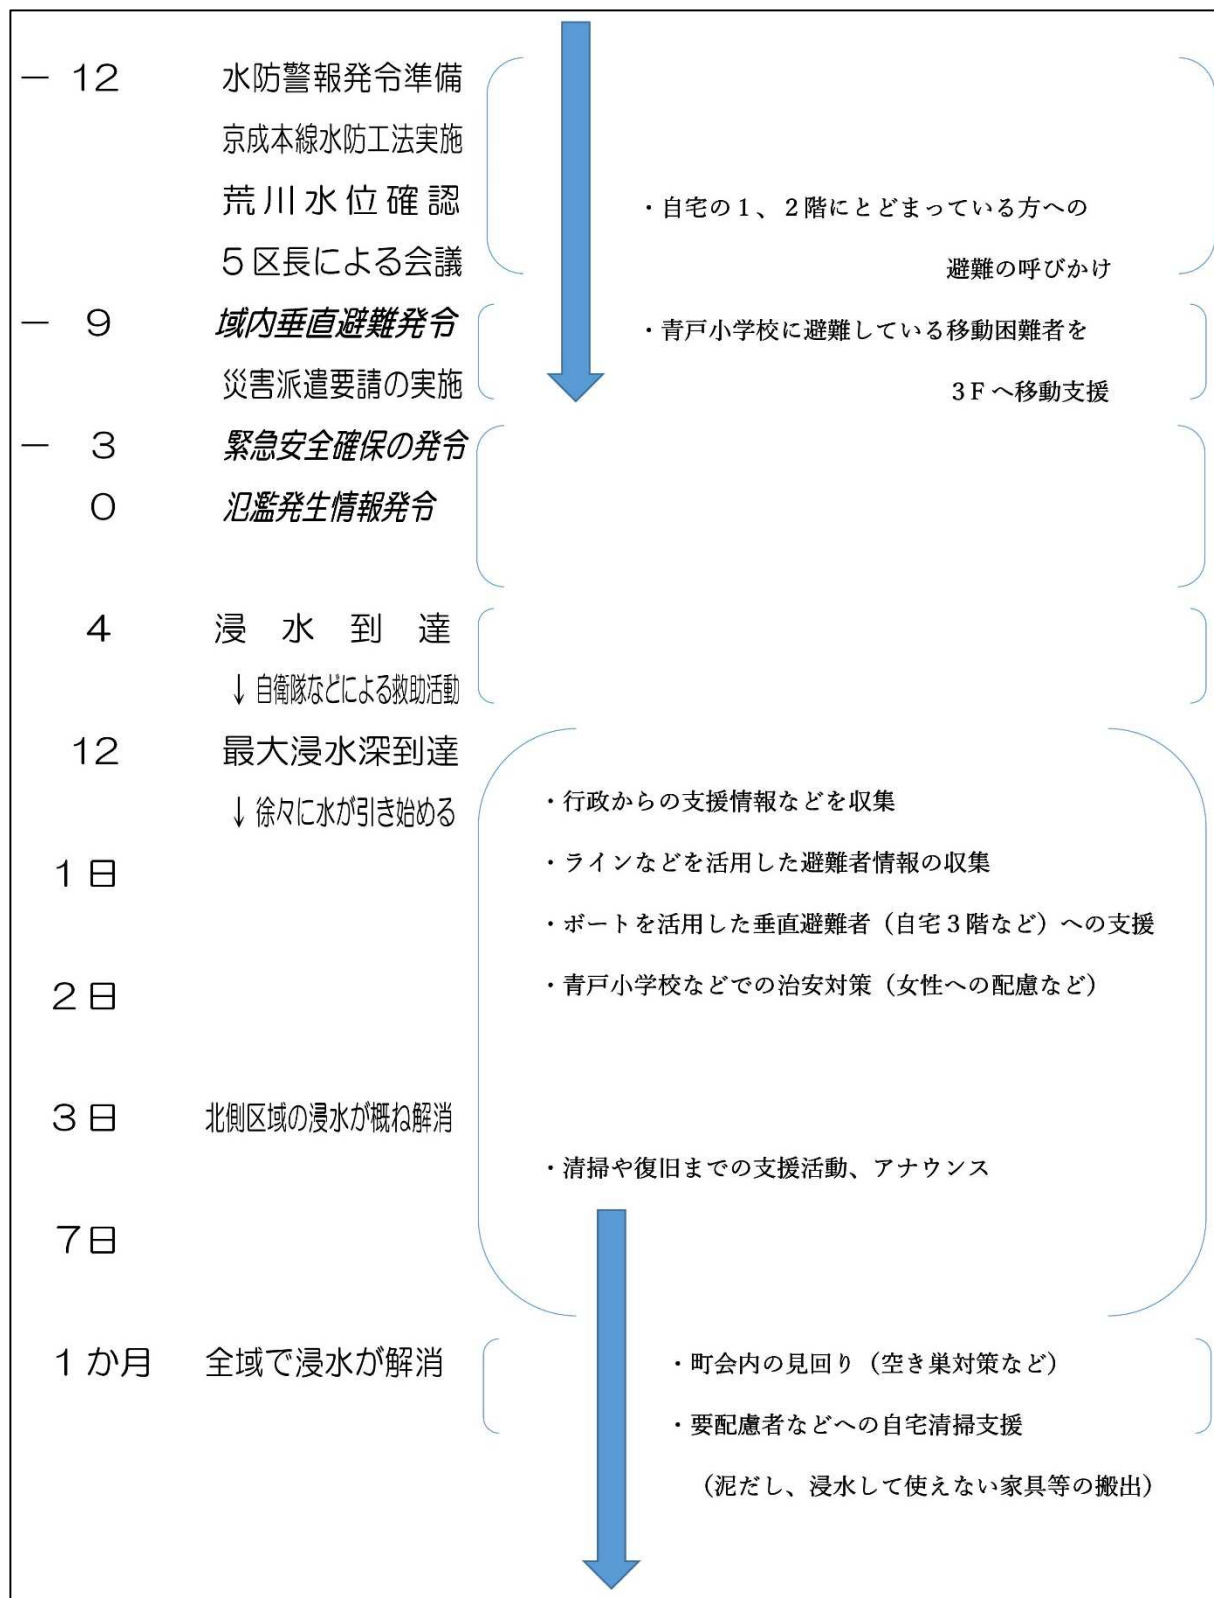 － 12 水防警報発令準備
京成本線水防工法実施
荒川水位確認 ・自宅の１、２階にとどまっている方への
５区長による会議 避難の呼びかけ
－ 9 域内垂直避難発令 ・青戸小学校に避難している移動困難者を
災害派遣要請の実施 ３Ｆへ移動支援
－ 3 緊急安全確保の発令
0 氾濫発生情報発令
4 浸水到達
↓自衛隊などによる救助活動
12 最大浸水深到達
・行政からの支援情報などを収集
↓徐々に水が引き始める
１日 ・ラインなどを活用した避難者情報の収集
・ボートを活用した垂直避難者（自宅３階など）への支援
２日 ・青戸小学校などでの治安対策（女性への配慮など）
３日 北側区域の浸水が概ね解消
・清掃や復旧までの支援活動、アナウンス
７日
１か月 全域で浸水が解消 ・町会内の見回り（空き巣対策など）
・要配慮者などへの自宅清掃支援
（泥だし、浸水して使えない家具等の搬出）